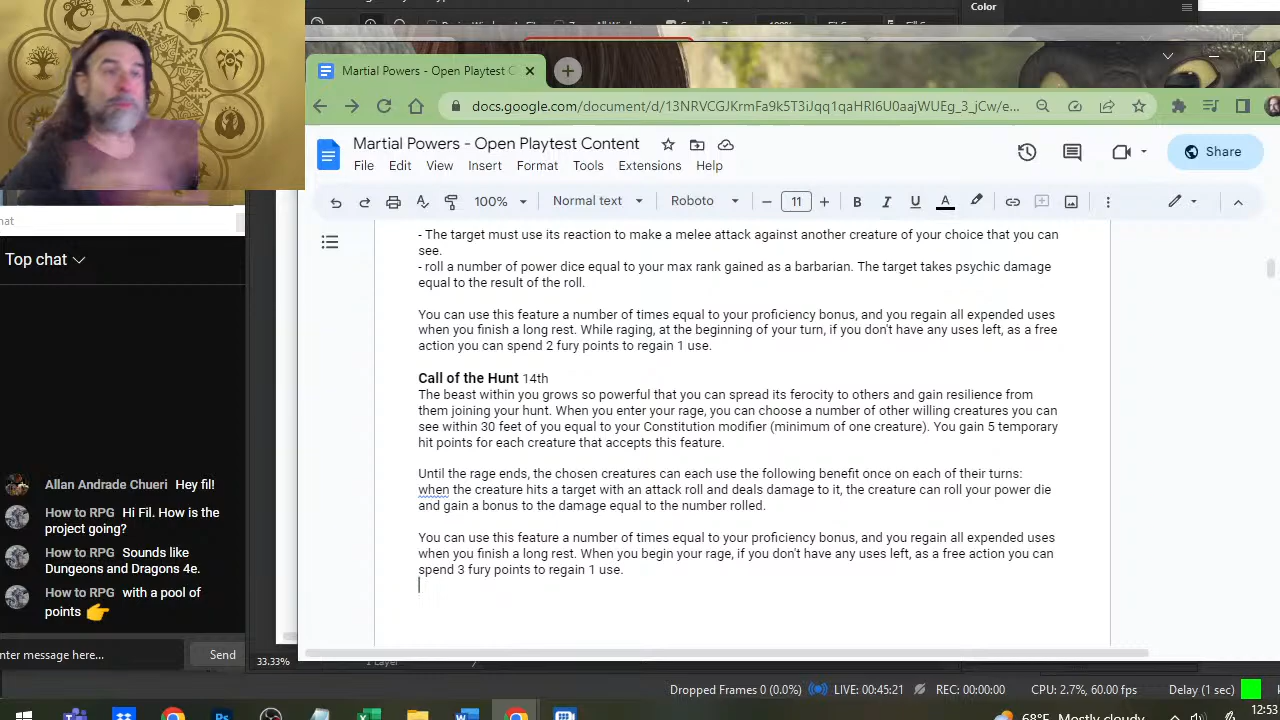 Color
Martial Powers - Open Playtest C
docs.google.com/document/d/13NRVCGJKrmFa9k5T3iJqq1qaHRI6U0aajWUEg_3_jCw/e...
Martial Powers - Open Playtest Content
File Edit View Insert Format Tools Extensions Help
Share
100% Normal text Roboto 11 B I U A
- The target must use its reaction to make a melee attack against another creature of your choice that you can
see.
- roll a number of power dice equal to your max rank gained as a barbarian. The target takes psychic damage
equal to the result of the roll.
You can use this feature a number of times equal to your proficiency bonus, and you regain all expended uses
when you finish a long rest. While raging, at the beginning of your turn, if you don't have any uses left, as a free
action you can spend 2 fury points to regain 1 use.
Call of the Hunt 14th
The beast within you grows so powerful that you can spread its ferocity to others and gain resilience from
them joining your hunt. When you enter your rage, you can choose a number of other willing creatures you can
see within 30 feet of you equal to your Constitution modifier (minimum of one creature). You gain 5 temporary
hit points for each creature that accepts this feature.
Until the rage ends, the chosen creatures can each use the following benefit once on each of their turns:
when the creature hits a target with an attack roll and deals damage to it, the creature can roll your power die
and gain a bonus to the damage equal to the number rolled.
You can use this feature a number of times equal to your proficiency bonus, and you regain all expended uses
when you finish a long rest. When you begin your rage, if you don't have any uses left, as a free action you can
spend 3 fury points to regain 1 use.
hat
Top chat
Allan Andrade Chueri Hey fil!
How to RPG Hi Fil. How is the
project going?
How to RPG Sounds like
Dungeons and Dragons 4e.
How to RPG with a pool of
points
nter message here...
Send
33.33%
1 Layer
Dropped Frames 0 (0.0%) LIVE: 00:45:21 REC: 00:00:00 CPU: 2.7%, 60.00 fps Delay (1 sec)
68°F Mostly cloudy
12:53